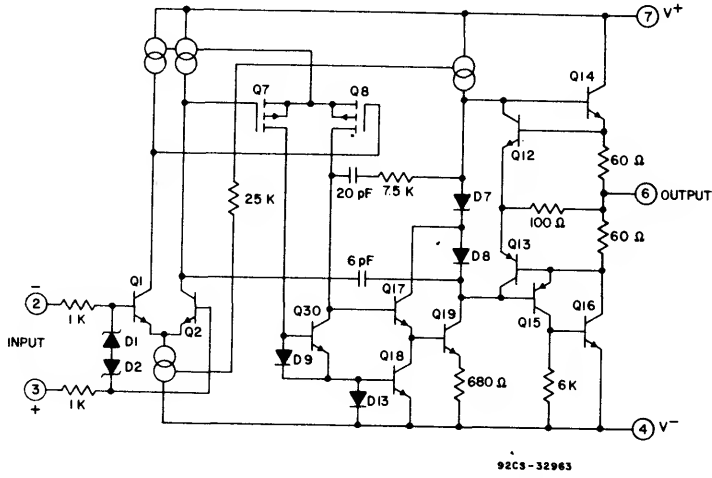 7 V+
Q14
Q7 Q8
Q12
60 Ω
20 pF 7.5 K
D7
6 OUTPUT
25 K
100 Ω
60 Ω
D8
Q13
6 pF
Q17
Q1
Q19
Q16
2 −
1 K
Q2
Q30
Q15
D1
INPUT
D9
Q18
D2
680 Ω
3 +
1 K
D13
6 K
4 V−
92CS-32963